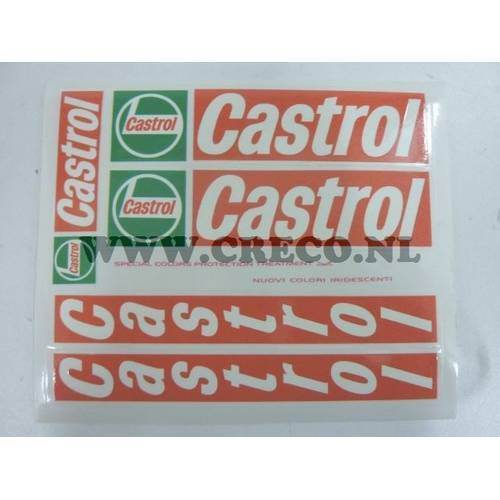 Castrol
Castrol
Castrol
Castrol
Castrol
Castrol
WWW.CRECO.NL
SPECIAL COLORS PROTECTION TREATMENT
NUOVI COLORI IRIDESCENTI
Castrol
Castrol